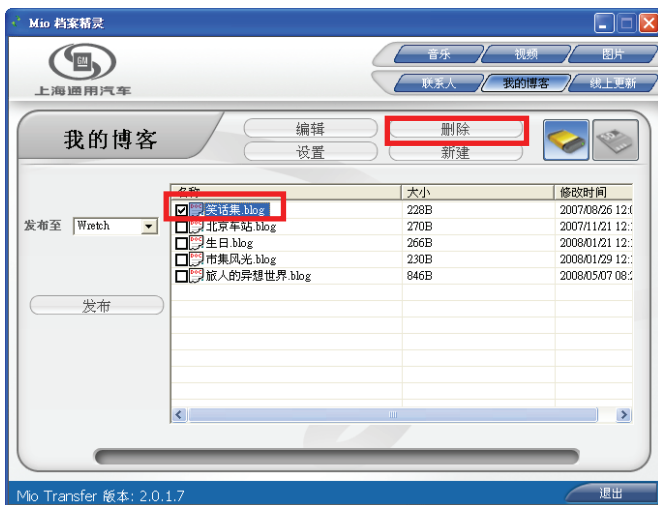 Mio 档案精灵
GM
上海通用汽车
音乐 视频 图片
联系人 我的博客 线上更新
我的博客
编辑 删除
设置 新建
名称 大小 修改时间
发布至 Wretch
笑话集.blog 228B 2007/08/26 12:0
北京车站.blog 270B 2007/11/21 12:
生日.blog 266B 2008/01/21 12:
市集风光.blog 230B 2008/01/29 12:
旅人的异想世界.blog 846B 2008/05/07 08:2
发布
Mio Transfer 版本: 2.0.1.7
退出